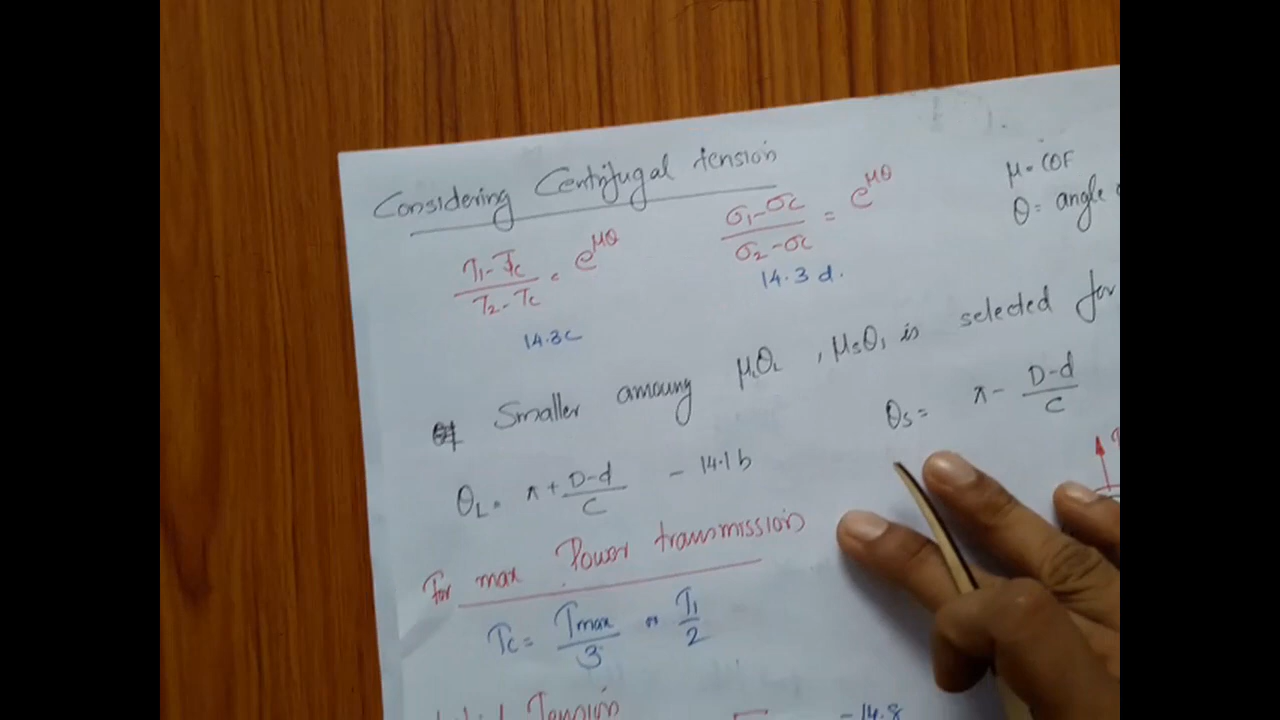 Considering Centrifugal tension
T₁-Tc / T₂-Tc = e^μθ
14.3c
σ₁-σc / σ₂-σc = e^μθ
14.3 d.
μ = COF
θ = angle
Smaller amoung μLθL , μsθs is selected for
θL = π + D-d / C - 14.1 b
θs = π - D-d / C
For max Power transmission
Tc = Tmax / 3 or T₁ / 2
Tension
- 14.8